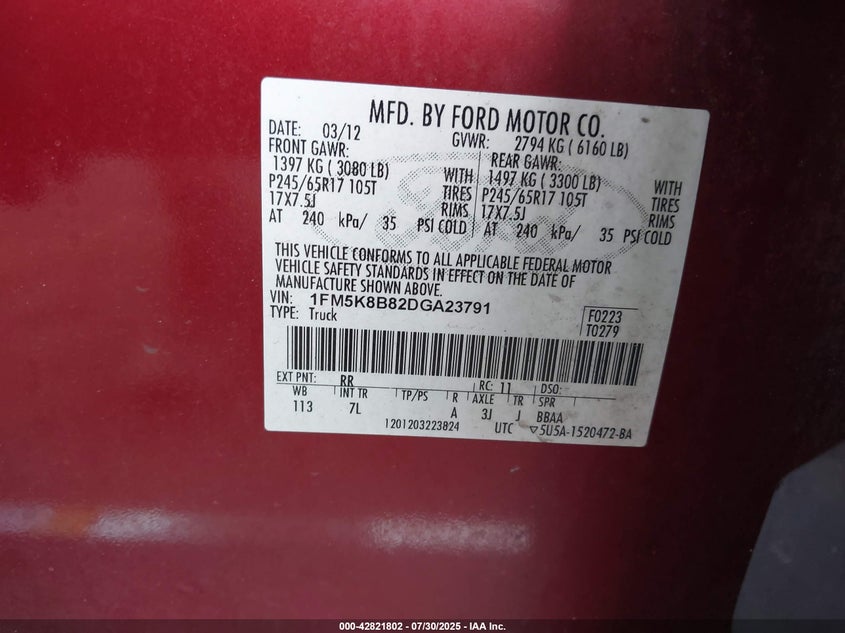 MFD. BY FORD MOTOR CO.
DATE: 03/12 GVWR: 2794 KG ( 6160 LB)
FRONT GAWR: REAR GAWR:
1397 KG ( 3080 LB) WITH 1497 KG ( 3300 LB) WITH
P245/65R17 105T TIRES P245/65R17 105T TIRES
17X7.5J RIMS 17X7.5J RIMS
AT 240 kPa/ 35 PSI COLD AT 240 kPa/ 35 PSI COLD
THIS VEHICLE CONFORMS TO ALL APPLICABLE FEDERAL MOTOR
VEHICLE SAFETY STANDARDS IN EFFECT ON THE DATE OF
MANUFACTURE SHOWN ABOVE.
VIN: 1FM5K8B82DGA23791
TYPE: Truck
F0223
T0279
EXT PNT: RR RC: 11 DSO:
WB INT TR TP/PS R AXLE TR SPR
113 7L A 3J J BBAA
1201203223824 UTC ▽5U5A-1520472-BA
000-42821802 / 07/30/2025 - IAA Inc.